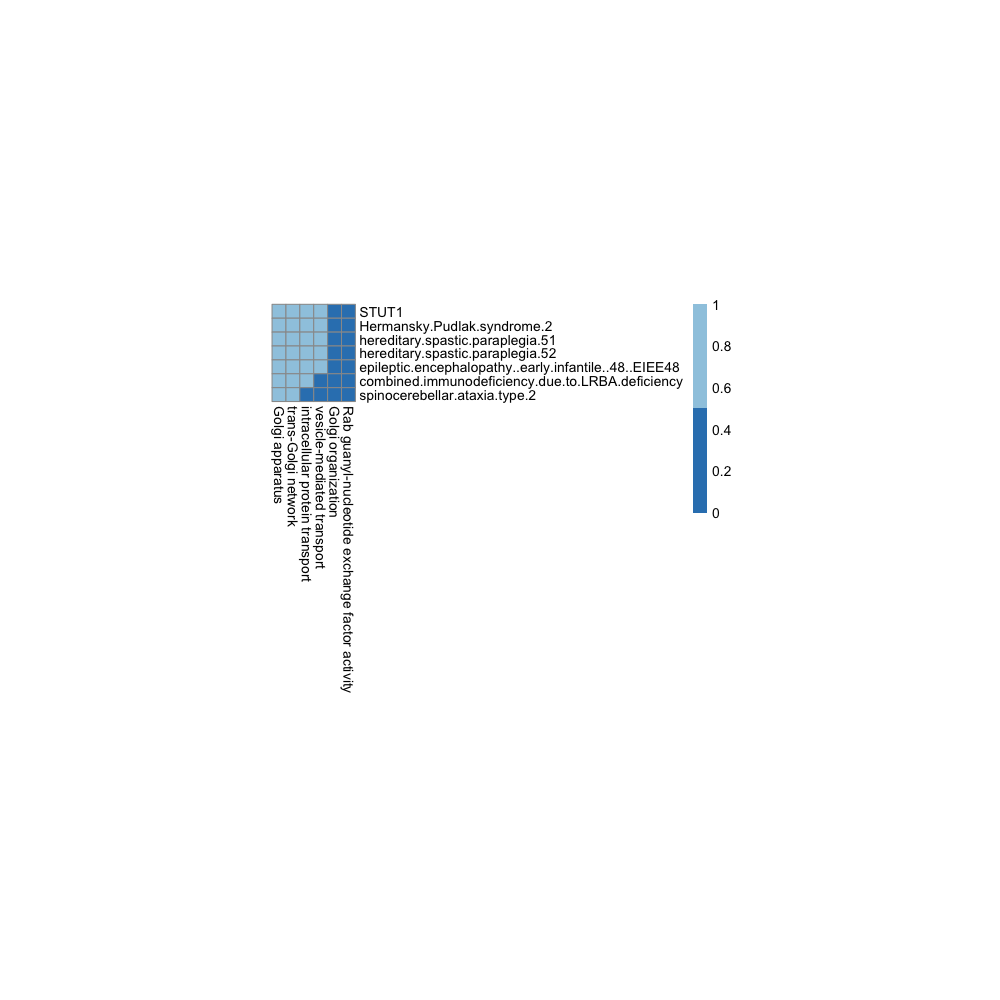 STUT1
Hermansky.Pudlak.syndrome.2
hereditary.spastic.paraplegia.51
hereditary.spastic.paraplegia.52
epileptic.encephalopathy..early.infantile..48..EIEE48
combined.immunodeficiency.due.to.LRBA.deficiency
spinocerebellar.ataxia.type.2
Golgi apparatus
trans-Golgi network
intracellular protein transport
vesicle-mediated transport
Golgi organization
Rab guanyl-nucleotide exchange factor activity
1
0.8
0.6
0.4
0.2
0